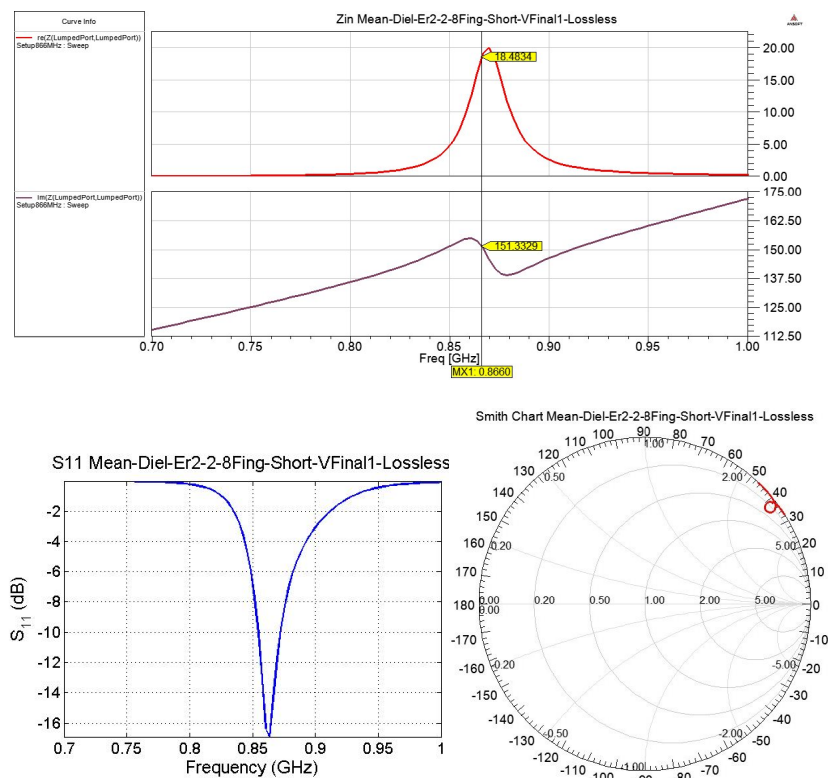 Zin Mean-Diel-Er2-2-8Fing-Short-VFinal1-Lossless
ANSOFT
Curve Info
re(Z(LumpedPort,LumpedPort))
Setup866MHz : Sweep
18.4834
20.00
15.00
10.00
5.00
0.00
im(Z(LumpedPort,LumpedPort))
Setup866MHz : Sweep
151.3329
175.00
162.50
150.00
137.50
125.00
112.50
0.70
0.80
0.90
0.95
1.00
Freq [GHz]
MX1: 0.8660
S11 Mean-Diel-Er2-2-8Fing-Short-VFinal1-Lossless
-2
-4
-6
-8
-10
-12
-14
-16
S11 (dB)
0.7 0.75 0.8 0.85 0.9 0.95 1
Frequency (GHz)
Smith Chart Mean-Diel-Er2-2-8Fing-Short-VFinal1-Lossless
100 90 80
110 70
120 60
130 50
140 40
150 30
160 20
170 10
180 0
-170 -10
-160 -20
-150 -30
-140 -40
-130 -50
-120 -60
-110 -70
-100 -90 -80
1.00
0.50 2.00
0.20 5.00
0.00 0.20 0.50 1.00 2.00 5.00
0.00
-0.20 -5.00
-0.50 -2.00
-1.00